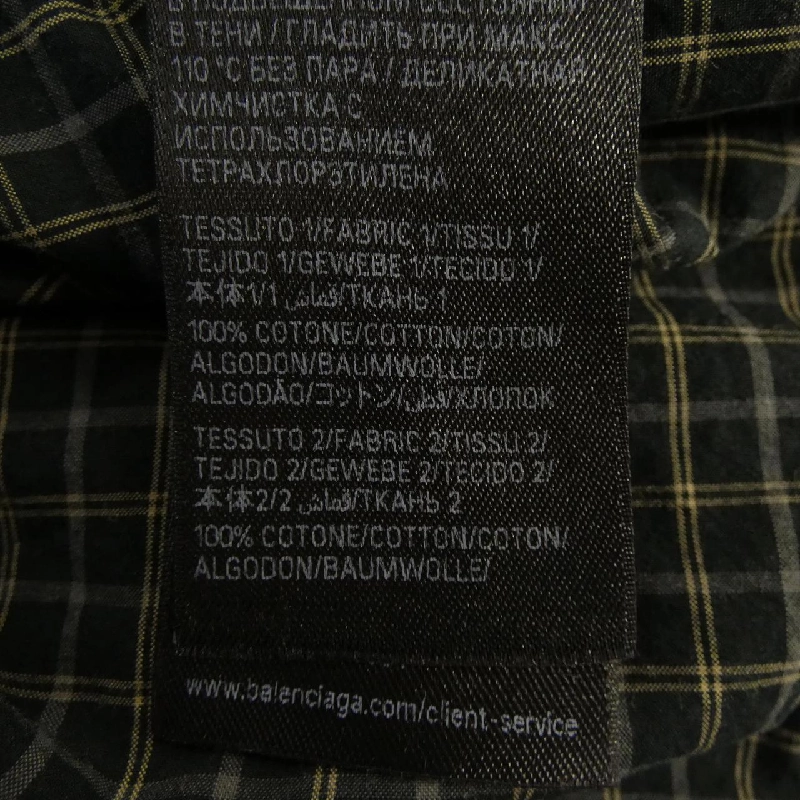 В ТЕНИ / ГЛАДИТЬ ПРИ МАКС
110 °C БЕЗ ПАРА / ДЕЛИКАТНАЯ
ХИМЧИСТКА С
ИСПОЛЬЗОВАНИЕМ
ТЕТРАХЛОРЭТИЛЕНА
TESSUTO 1/FABRIC 1/TISSU 1/
TEJIDO 1/GEWEBE 1/TECIDO 1/
本体1/1 قماش/ТКАНЬ 1
100% COTONE/COTTON/COTON/
ALGODON/BAUMWOLLE/
ALGODÃO/コットン/قطن/ХЛОПОК
TESSUTO 2/FABRIC 2/TISSU 2/
TEJIDO 2/GEWEBE 2/TECIDO 2/
本体2/2 قماش/ТКАНЬ 2
100% COTONE/COTTON/COTON/
ALGODON/BAUMWOLLE/
www.balenciaga.com/client-service